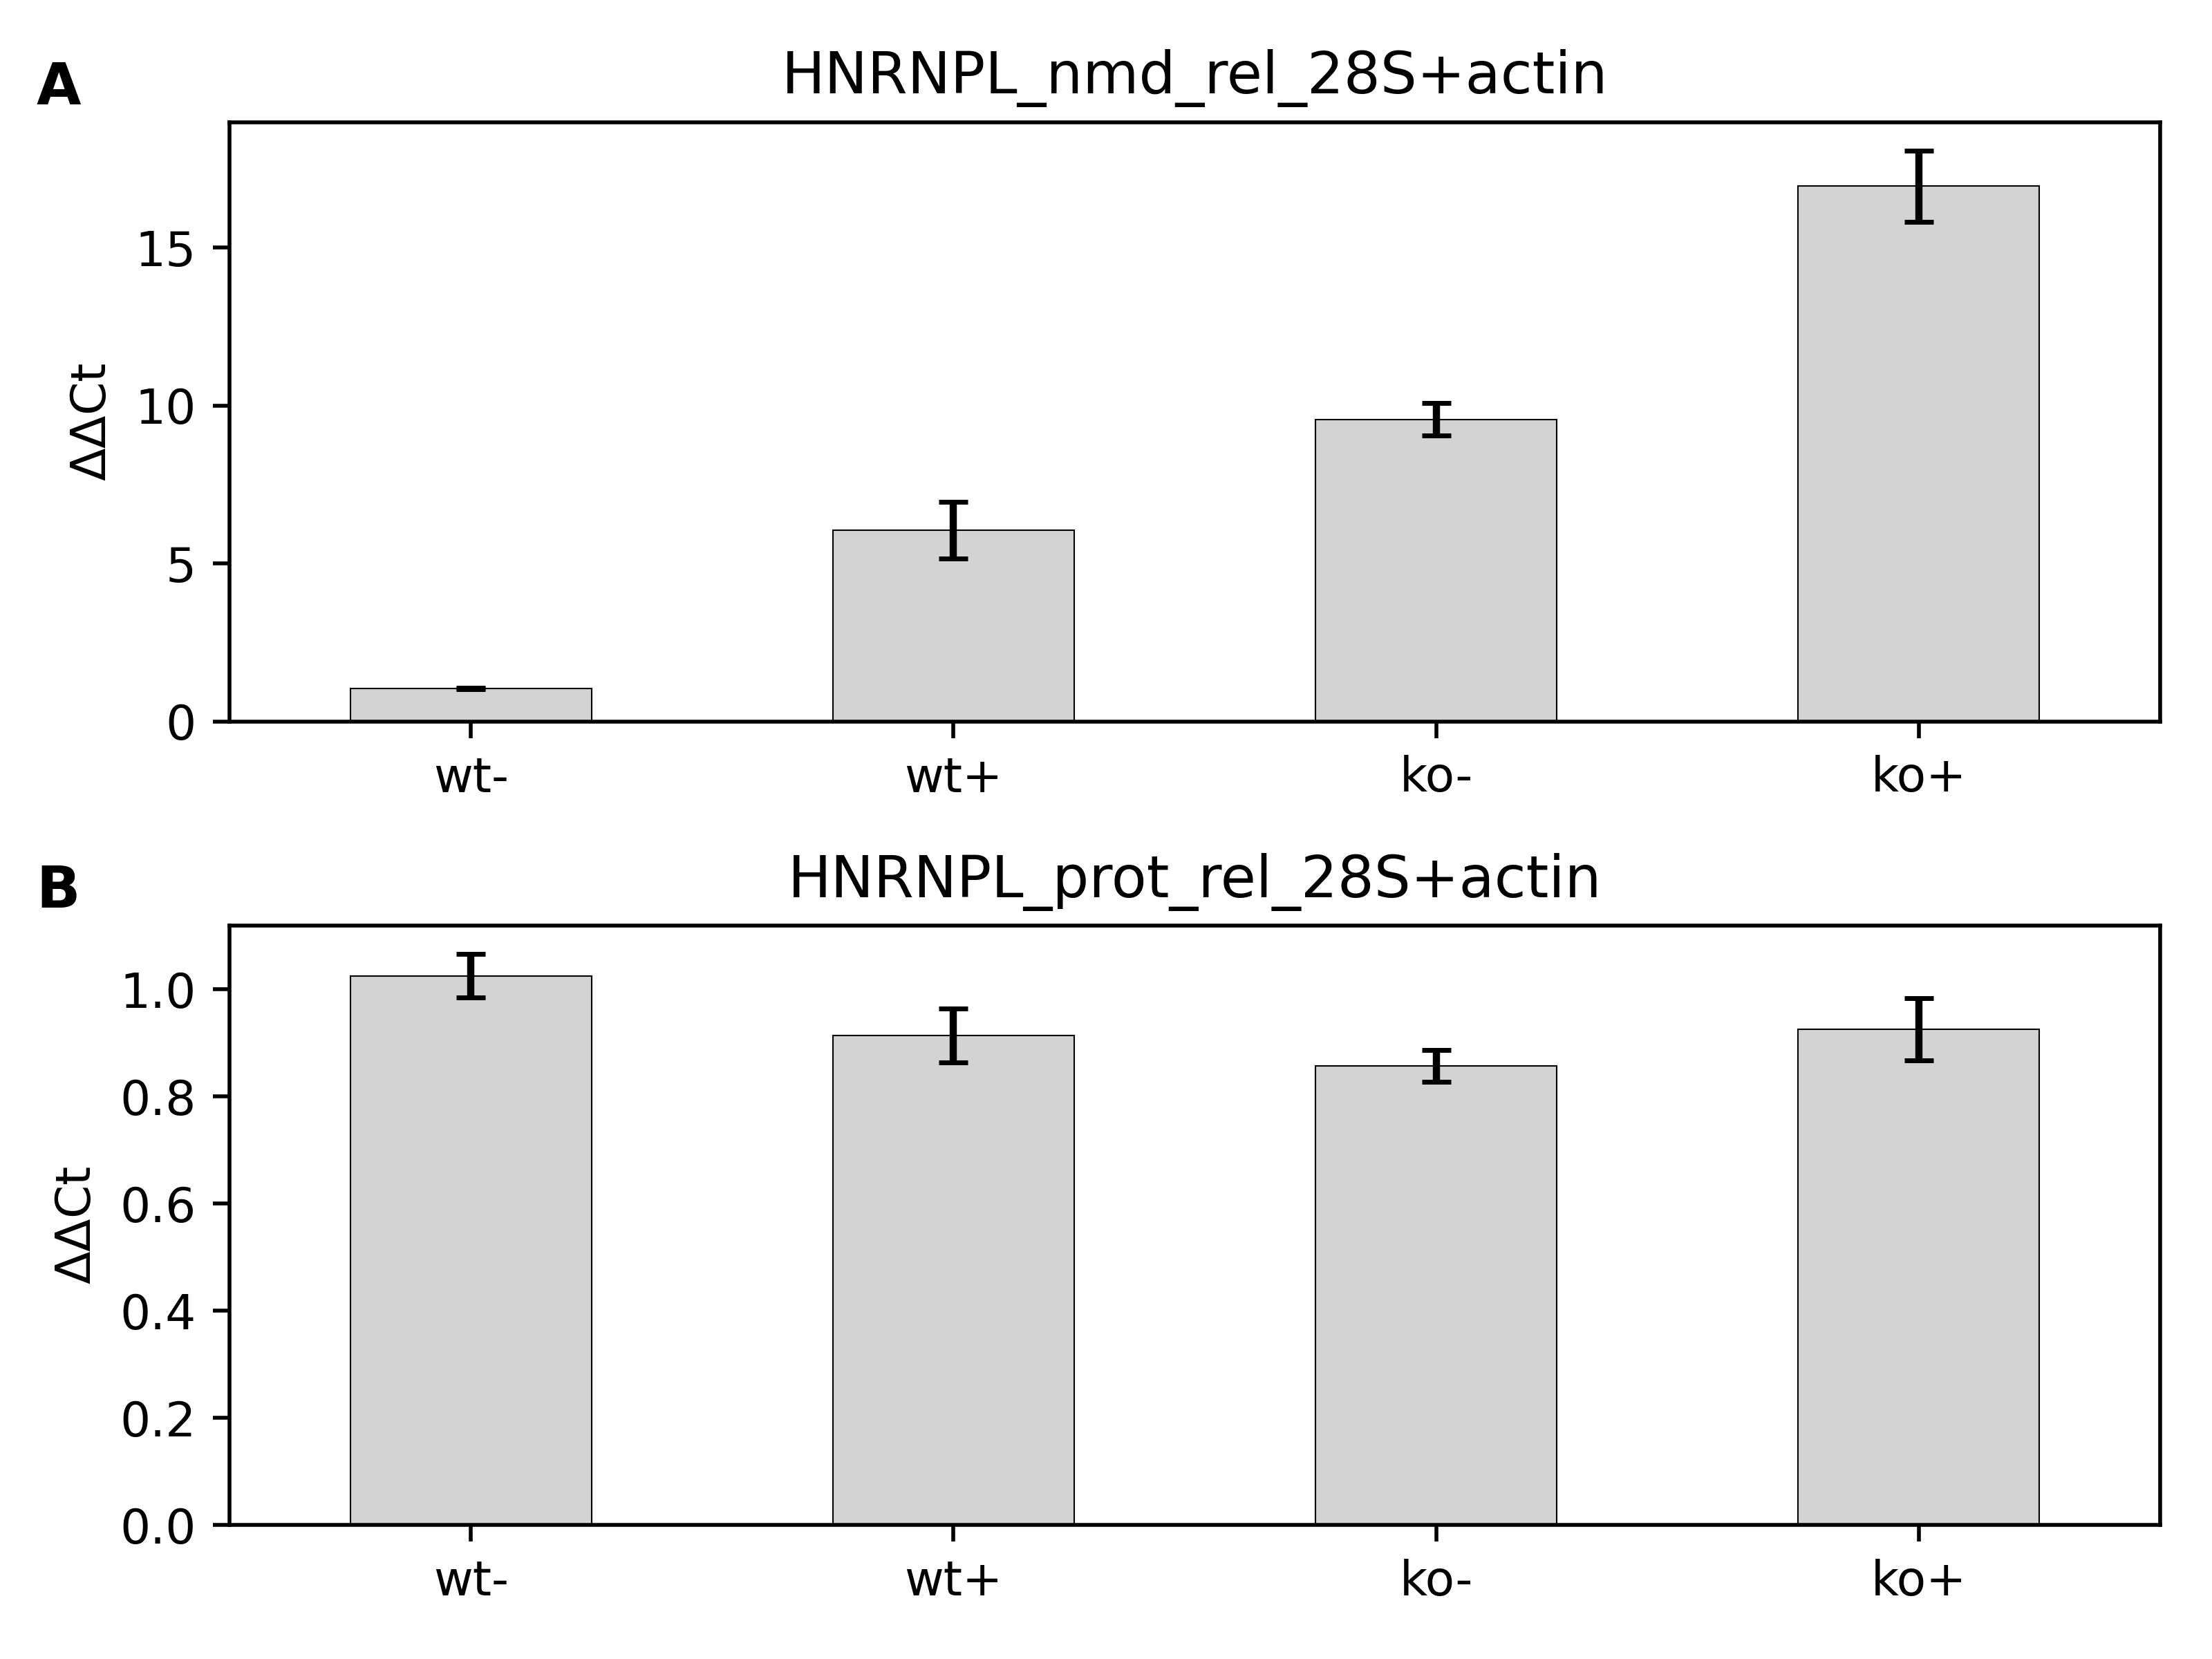 A
HNRNPL_nmd_rel_28S+actin
ΔΔCt
15
10
5
0
wt-
wt+
ko-
ko+
B
HNRNPL_prot_rel_28S+actin
ΔΔCt
1.0
0.8
0.6
0.4
0.2
0.0
wt-
wt+
ko-
ko+